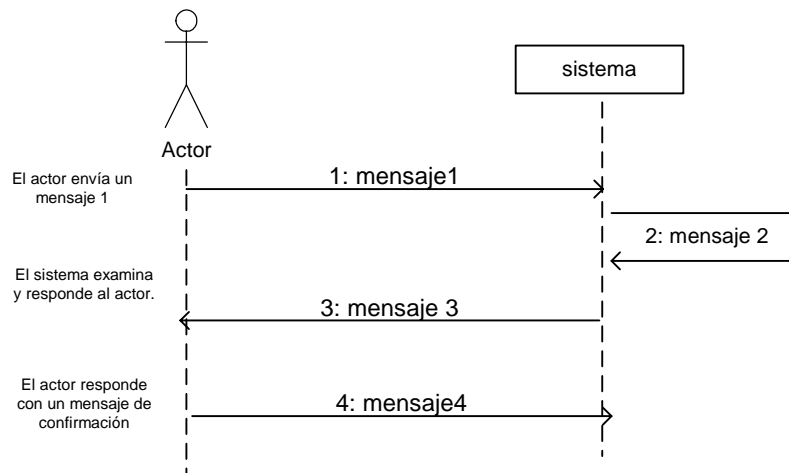 sistema
Actor
El actor envía un
mensaje 1
1: mensaje1
2: mensaje 2
El sistema examina
y responde al actor.
3: mensaje 3
El actor responde
con un mensaje de
confirmación
4: mensaje4